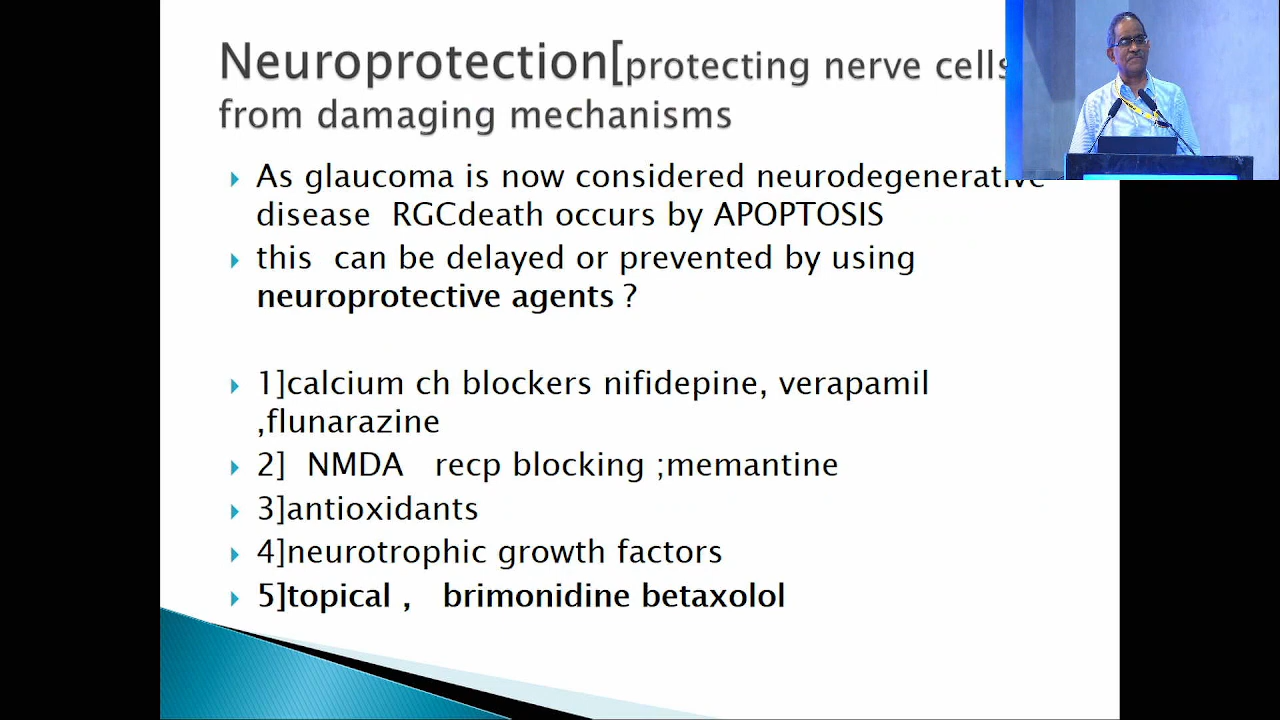 Neuroprotection[protecting nerve cells
from damaging mechanisms
As glaucoma is now considered neurodegenerative
disease RGCdeath occurs by APOPTOSIS
this can be delayed or prevented by using
neuroprotective agents ?
1]calcium ch blockers nifidepine, verapamil
,flunarazine
2] NMDA recp blocking ;memantine
3]antioxidants
4]neurotrophic growth factors
5]topical , brimonidine betaxolol